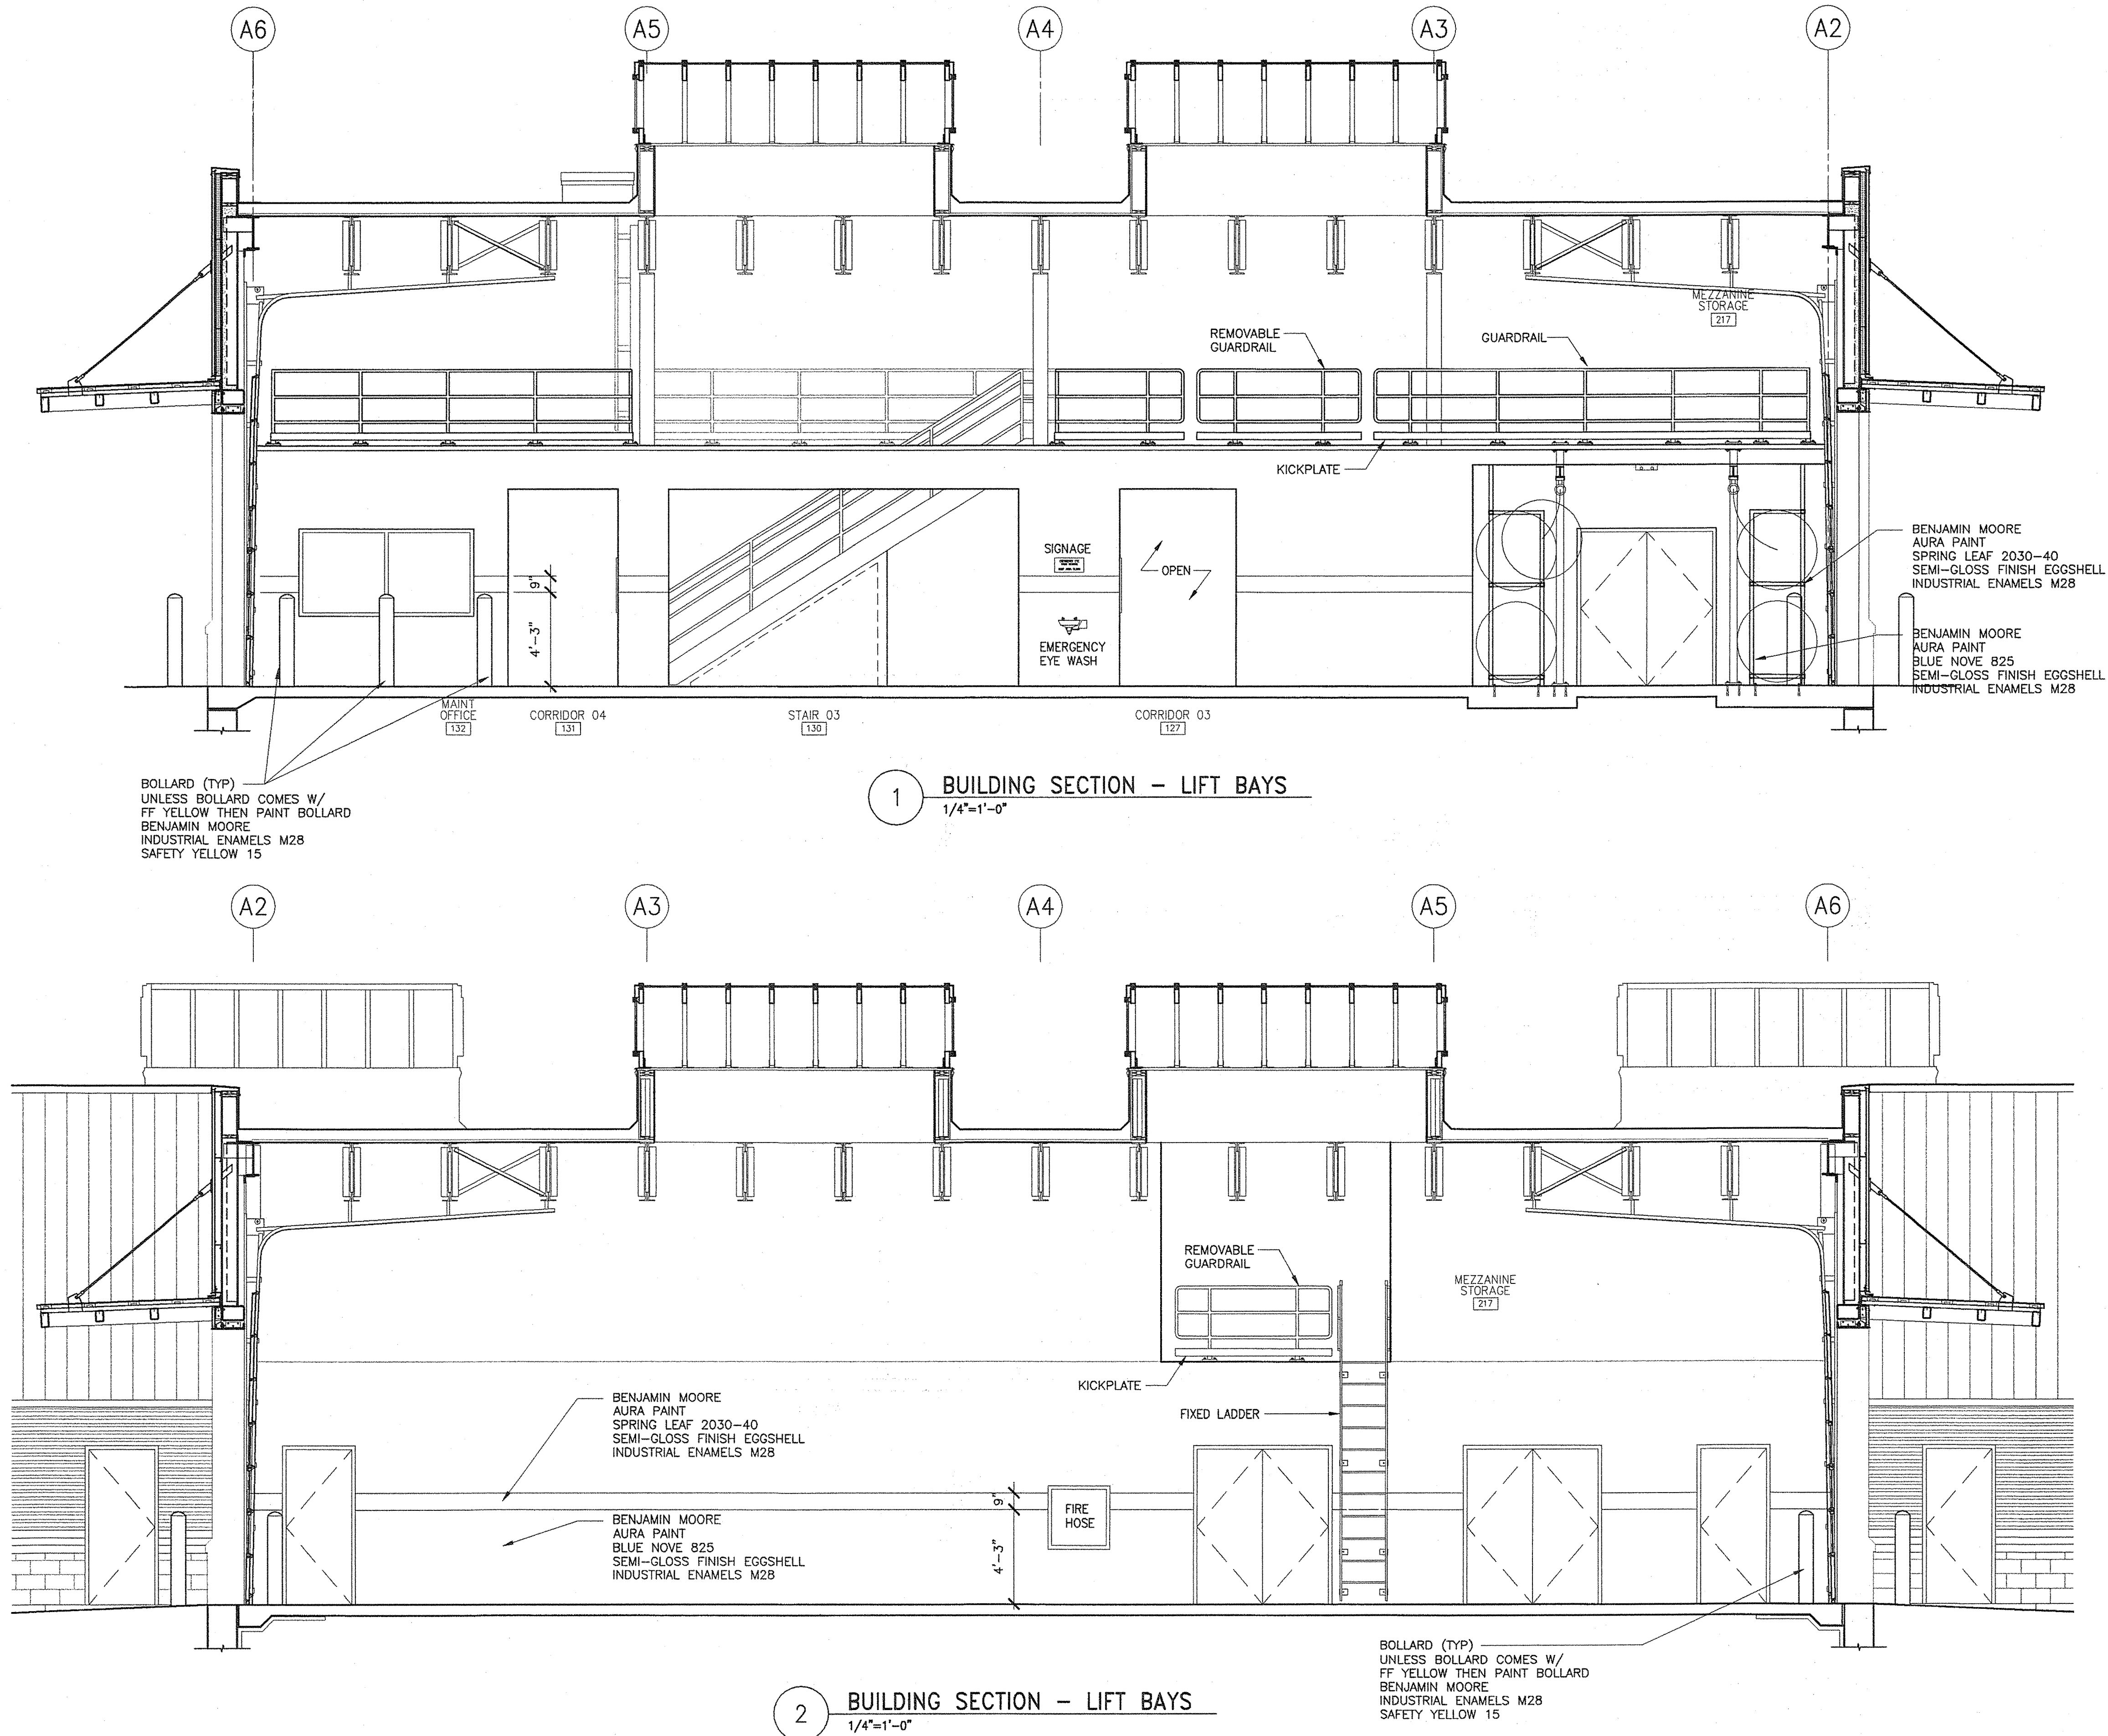 A6
A5
A4
A3
A2
MEZZANINE
STORAGE
217
REMOVABLE
GUARDRAIL
GUARDRAIL
KICKPLATE
SIGNAGE
OPEN
9"
4'-3"
EMERGENCY
EYE WASH
BENJAMIN MOORE
AURA PAINT
SPRING LEAF 2030-40
SEMI-GLOSS FINISH EGGSHELL
INDUSTRIAL ENAMELS M28
BENJAMIN MOORE
AURA PAINT
BLUE NOVE 825
SEMI-GLOSS FINISH EGGSHELL
INDUSTRIAL ENAMELS M28
MAINT
OFFICE
132
CORRIDOR 04
131
STAIR 03
130
CORRIDOR 03
127
BOLLARD (TYP)
UNLESS BOLLARD COMES W/
FF YELLOW THEN PAINT BOLLARD
BENJAMIN MOORE
INDUSTRIAL ENAMELS M28
SAFETY YELLOW 15
1
BUILDING SECTION - LIFT BAYS
1/4"=1'-0"
A2
A3
A4
A5
A6
REMOVABLE
GUARDRAIL
MEZZANINE
STORAGE
217
KICKPLATE
FIXED LADDER
BENJAMIN MOORE
AURA PAINT
SPRING LEAF 2030-40
SEMI-GLOSS FINISH EGGSHELL
INDUSTRIAL ENAMELS M28
9"
FIRE
HOSE
BENJAMIN MOORE
AURA PAINT
BLUE NOVE 825
SEMI-GLOSS FINISH EGGSHELL
INDUSTRIAL ENAMELS M28
4'-3"
BOLLARD (TYP)
UNLESS BOLLARD COMES W/
FF YELLOW THEN PAINT BOLLARD
BENJAMIN MOORE
INDUSTRIAL ENAMELS M28
SAFETY YELLOW 15
2
BUILDING SECTION - LIFT BAYS
1/4"=1'-0"